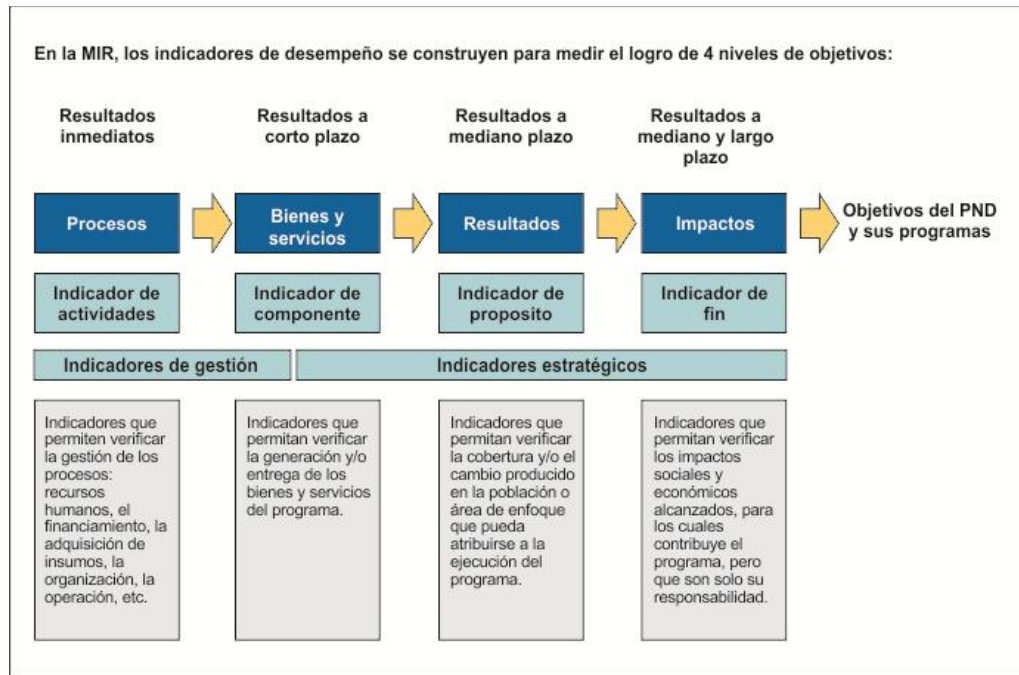 En la MIR, los indicadores de desempeño se construyen para medir el logro de 4 niveles de objetivos:
Resultados
inmediatos
Resultados a
corto plazo
Resultados a
mediano plazo
Resultados a
mediano y largo
plazo
Procesos
Bienes y
servicios
Resultados
Impactos
Objetivos del PND
y sus programas
Indicador de
actividades
Indicador de
componente
Indicador de
proposito
Indicador de
fin
Indicadores de gestión
Indicadores estratégicos
Indicadores que
permiten verificar
la gestión de los
procesos:
recursos
humanos, el
financiamiento, la
adquisición de
insumos, la
organización, la
operación, etc.
Indicadores que
permitan verificar
la generación y/o
entrega de los
bienes y servicios
del programa.
Indicadores que
permitan verificar
la cobertura y/o el
cambio producido
en la población o
área de enfoque
que pueda
atribuirse a la
ejecución del
programa.
Indicadores que
permitan verificar
los impactos
sociales y
económicos
alcanzados, para
los cuales
contribuye el
programa, pero
que son solo su
responsabilidad.